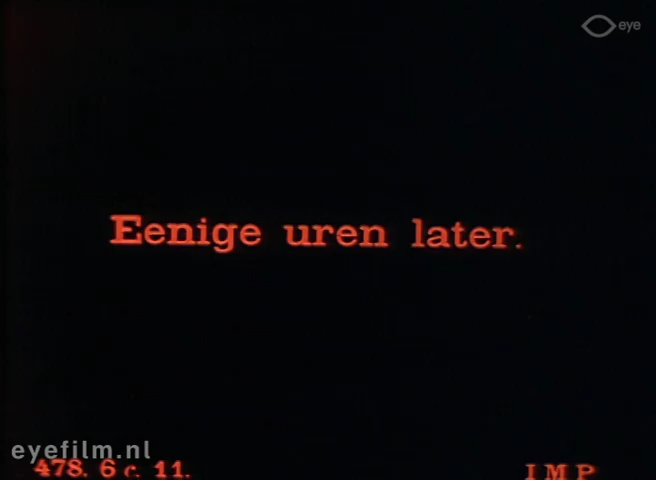 eye
Eenige uren later.
eyefilm.nl
478. 6 c. 11.
IMP